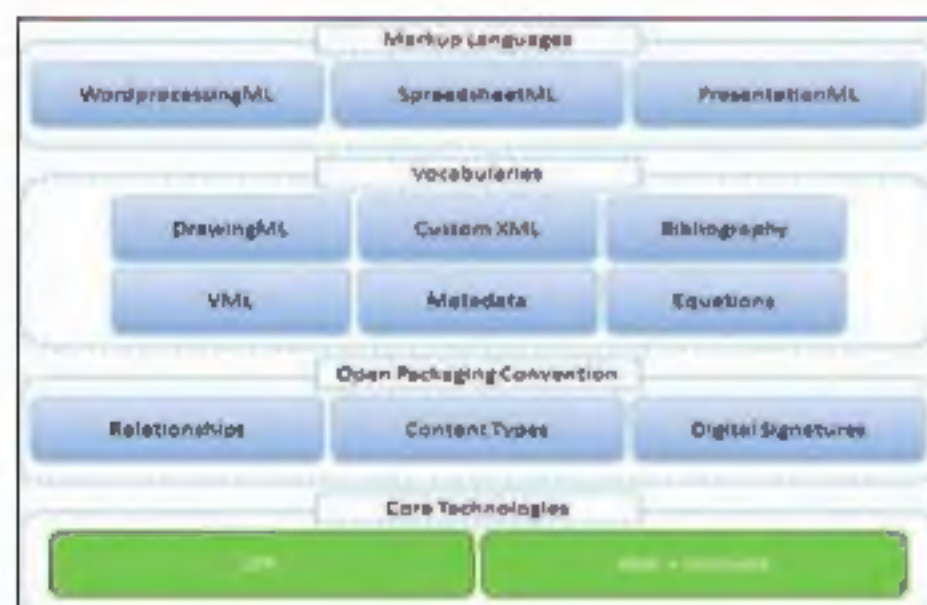 Markup Languages
WordprocessingML SpreadsheetML PresentationML
Vocabularies
DrawingML Custom XML Bibliography
VML Metadata Equations
Open Packaging Convention
Relationships Content Types Digital Signatures
Core Technologies